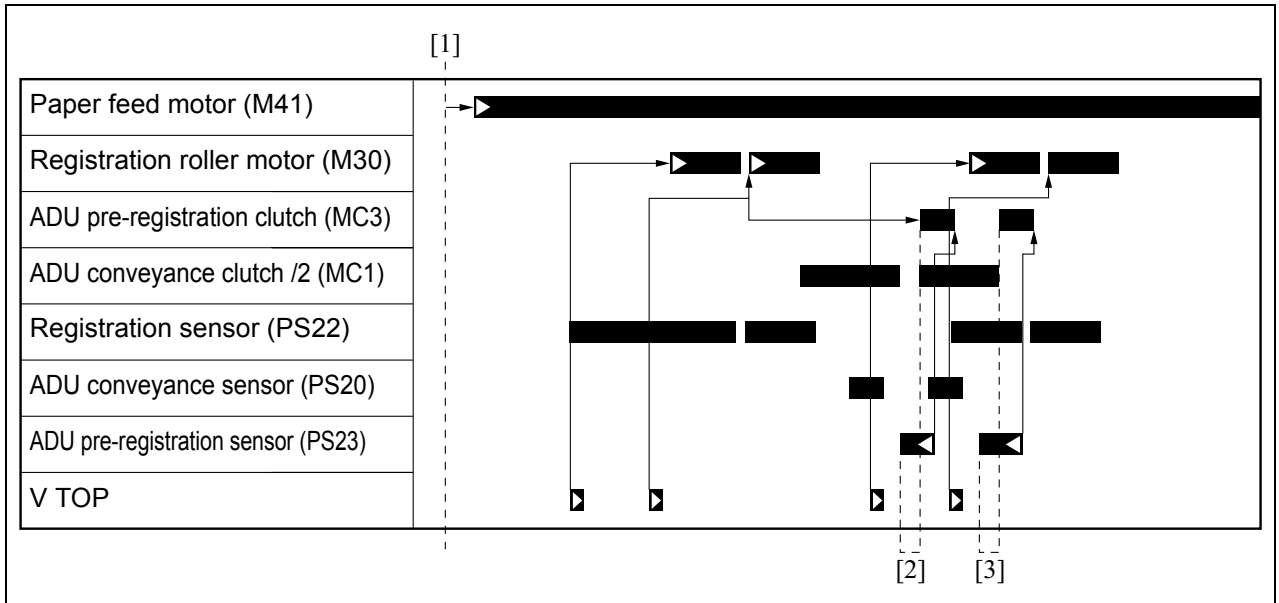 [1]
Paper feed motor (M41)
Registration roller motor (M30)
ADU pre-registration clutch (MC3)
ADU conveyance clutch /2 (MC1)
Registration sensor (PS22)
ADU conveyance sensor (PS20)
ADU pre-registration sensor (PS23)
V TOP
[2] [3]